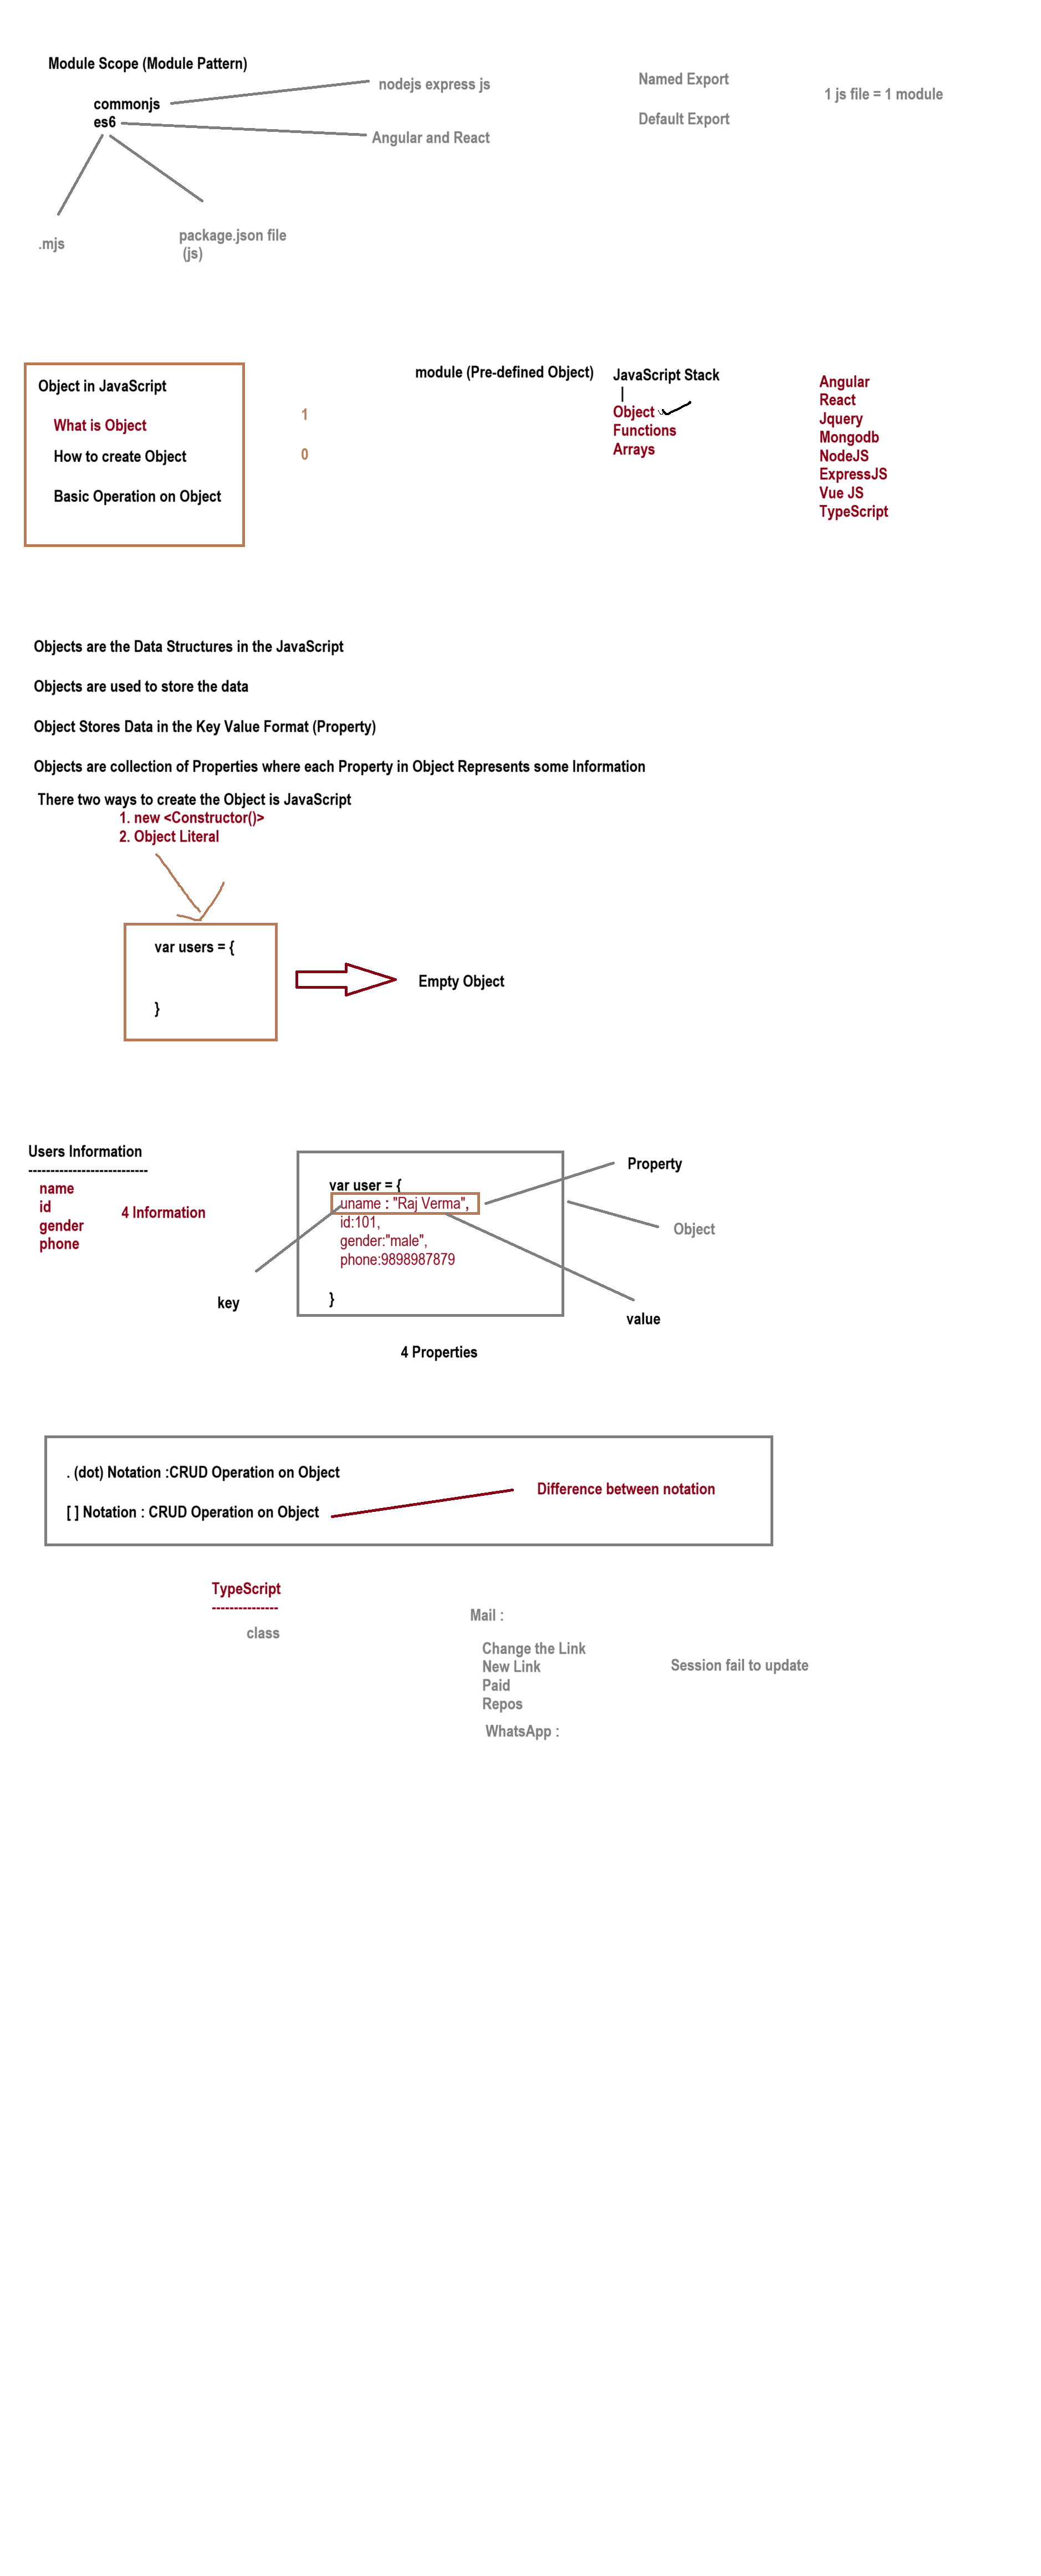 Module Scope (Module Pattern)
commonjs
es6
nodejs express js
Angular and React
Named Export
Default Export
1 js file = 1 module
.mjs
package.json file
(js)
Object in JavaScript
What is Object
How to create Object
Basic Operation on Object
1
0
module (Pre-defined Object)
JavaScript Stack
|
Object
Functions
Arrays
Angular
React
Jquery
Mongodb
NodeJS
ExpressJS
Vue JS
TypeScript
Objects are the Data Structures in the JavaScript
Objects are used to store the data
Object Stores Data in the Key Value Format (Property)
Objects are collection of Properties where each Property in Object Represents some Information
There two ways to create the Object is JavaScript
1. new <Constructor()>
2. Object Literal
var users = {
}
Empty Object
Users Information
---------------------------
name
id
gender
phone
4 Information
var user = {
uname : "Raj Verma",
id:101,
gender:"male",
phone:9898987879
}
Property
Object
key
value
4 Properties
. (dot) Notation :CRUD Operation on Object
[ ] Notation : CRUD Operation on Object
Difference between notation
TypeScript
---------------
class
Mail :
Change the Link
New Link
Paid
Repos
WhatsApp :
Session fail to update